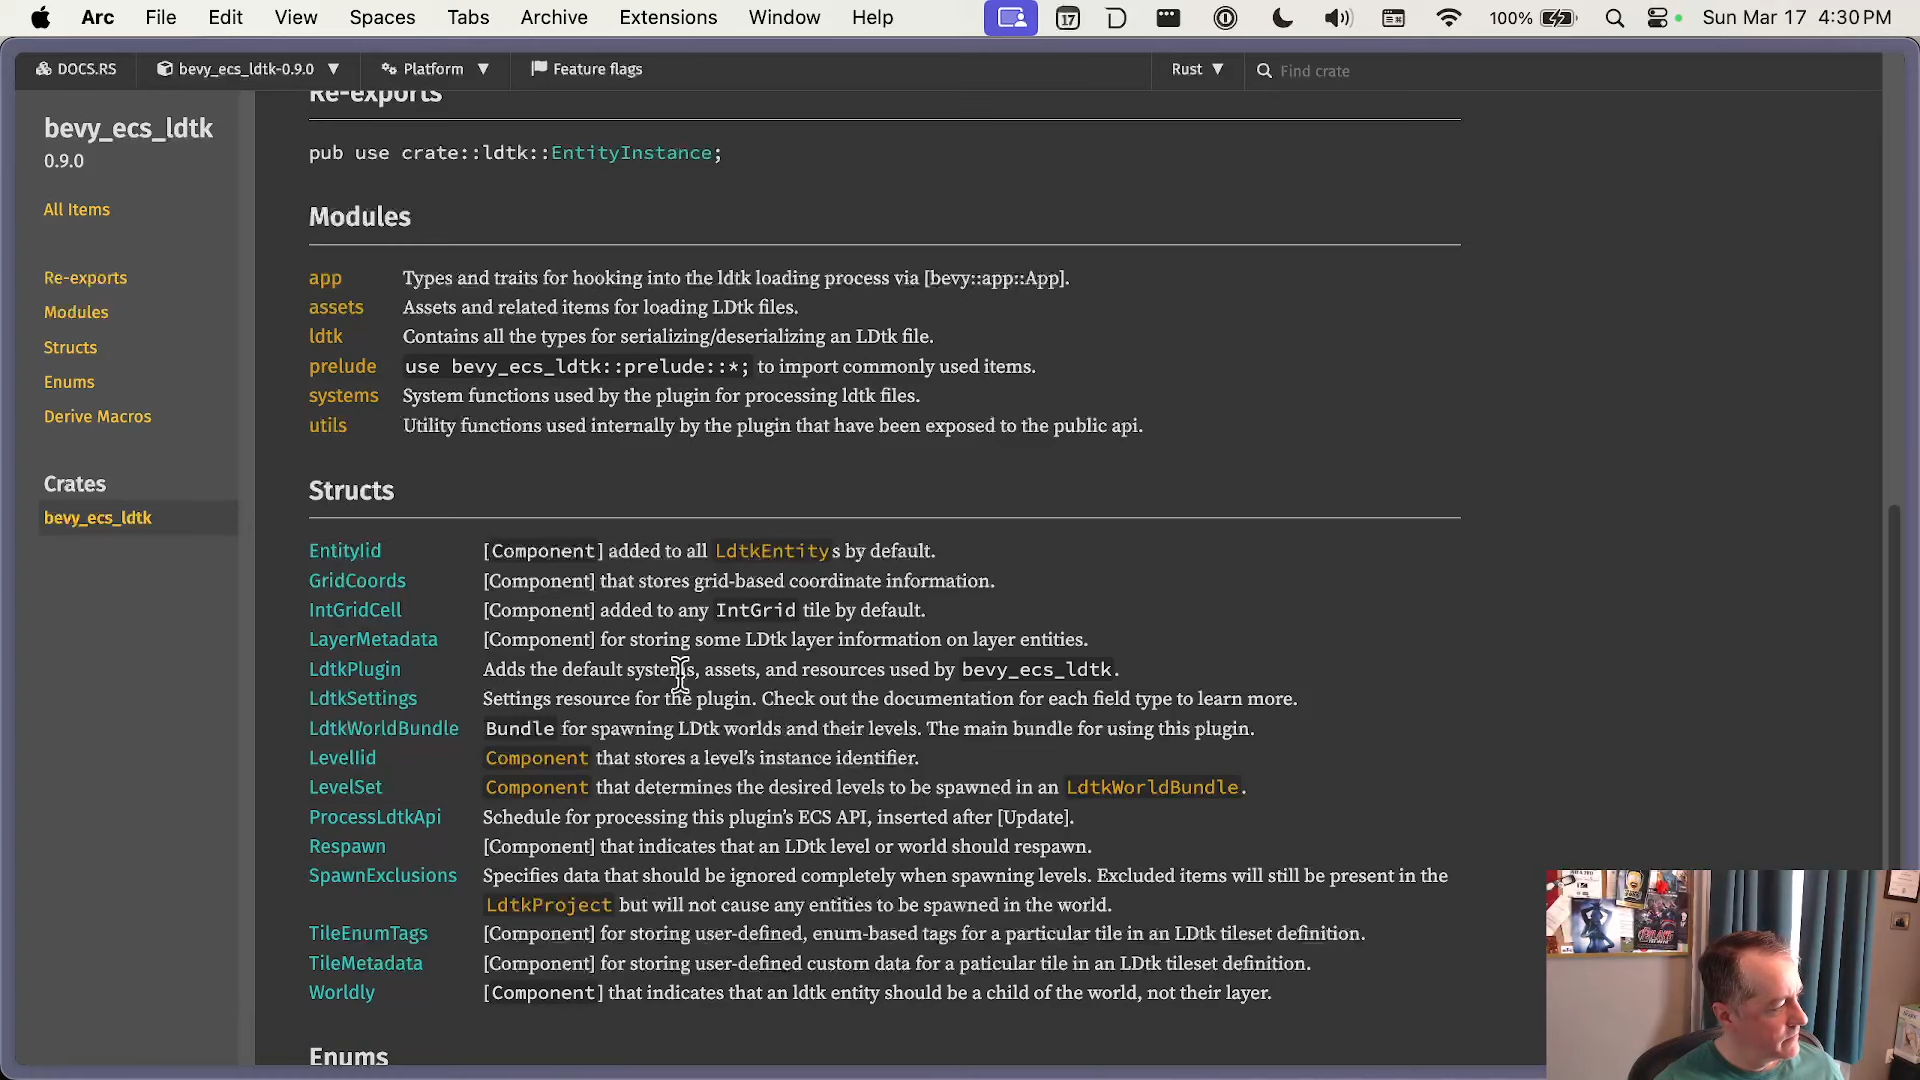 Arc File Edit View Spaces Tabs Archive Extensions Window Help 17 100% Sun Mar 17 4:30 PM
DOCS.RS bevy_ecs_ldtk-0.9.0 ▼ Platform ▼ Feature flags Rust ▼ Find crate
bevy_ecs_ldtk
0.9.0
All Items
Re-exports
Modules
Structs
Enums
Derive Macros
Crates
bevy_ecs_ldtk
Re-exports
pub use crate::ldtk::EntityInstance;
Modules
app Types and traits for hooking into the ldtk loading process via [bevy::app::App].
assets Assets and related items for loading LDtk files.
ldtk Contains all the types for serializing/deserializing an LDtk file.
prelude use bevy_ecs_ldtk::prelude::*; to import commonly used items.
systems System functions used by the plugin for processing ldtk files.
utils Utility functions used internally by the plugin that have been exposed to the public api.
Structs
EntityIid [Component] added to all LdtkEntitys by default.
GridCoords [Component] that stores grid-based coordinate information.
IntGridCell [Component] added to any IntGrid tile by default.
LayerMetadata [Component] for storing some LDtk layer information on layer entities.
LdtkPlugin Adds the default systems, assets, and resources used by bevy_ecs_ldtk.
LdtkSettings Settings resource for the plugin. Check out the documentation for each field type to learn more.
LdtkWorldBundle Bundle for spawning LDtk worlds and their levels. The main bundle for using this plugin.
LevelIid Component that stores a level's instance identifier.
LevelSet Component that determines the desired levels to be spawned in an LdtkWorldBundle.
ProcessLdtkApi Schedule for processing this plugin's ECS API, inserted after [Update].
Respawn [Component] that indicates that an LDtk level or world should respawn.
SpawnExclusions Specifies data that should be ignored completely when spawning levels. Excluded items will still be present in the
LdtkProject but will not cause any entities to be spawned in the world.
TileEnumTags [Component] for storing user-defined, enum-based tags for a particular tile in an LDtk tileset definition.
TileMetadata [Component] for storing user-defined custom data for a paticular tile in an LDtk tileset definition.
Worldly [Component] that indicates that an ldtk entity should be a child of the world, not their layer.
Enums